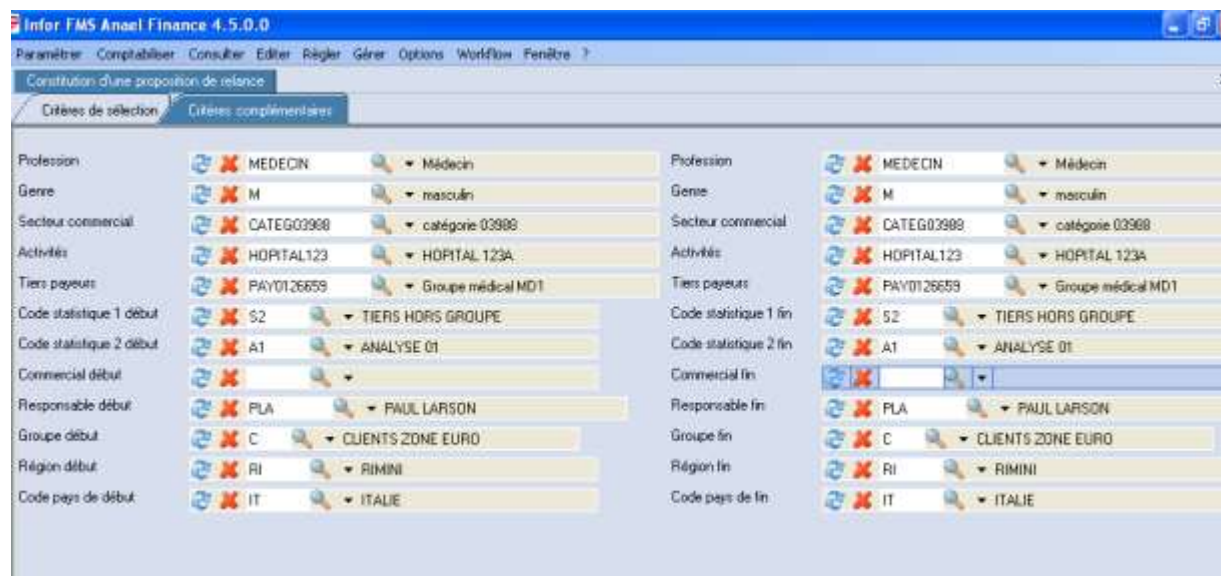 Infor FMS Anael Finance 4.5.0.0
Paramétrer Comptabiliser Consulter Editer Régler Gérer Options Workflow Fenêtre ?
Constitution d'une proposition de relance
Critères de sélection Critères complémentaires
Profession MEDECIN Médecin Profession MEDECIN Médecin
Genre M masculin Genre M masculin
Secteur commercial CATEG03988 catégorie 03988 Secteur commercial CATEG03988 catégorie 03988
Activités HOPITAL123 HOPITAL 123A Activités HOPITAL123 HOPITAL 123A
Tiers payeurs PAY0126659 Groupe médical MD1 Tiers payeurs PAY0126659 Groupe médical MD1
Code statistique 1 début S2 TIERS HORS GROUPE Code statistique 1 fin S2 TIERS HORS GROUPE
Code statistique 2 début A1 ANALYSE 01 Code statistique 2 fin A1 ANALYSE 01
Commercial début Commercial fin
Responsable début PLA PAUL LARSON Responsable fin PLA PAUL LARSON
Groupe début C CLIENTS ZONE EURO Groupe fin C CLIENTS ZONE EURO
Région début RI RIMINI Région fin RI RIMINI
Code pays de début IT ITALIE Code pays de fin IT ITALIE